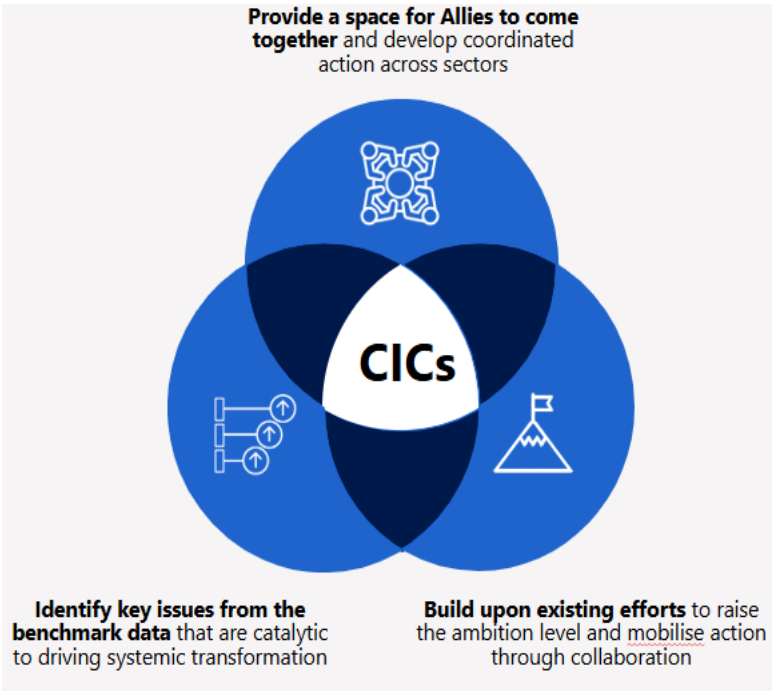 Provide a space for Allies to come
together and develop coordinated
action across sectors
CICs
Identify key issues from the
benchmark data that are catalytic
to driving systemic transformation
Build upon existing efforts to raise
the ambition level and mobilise action
through collaboration